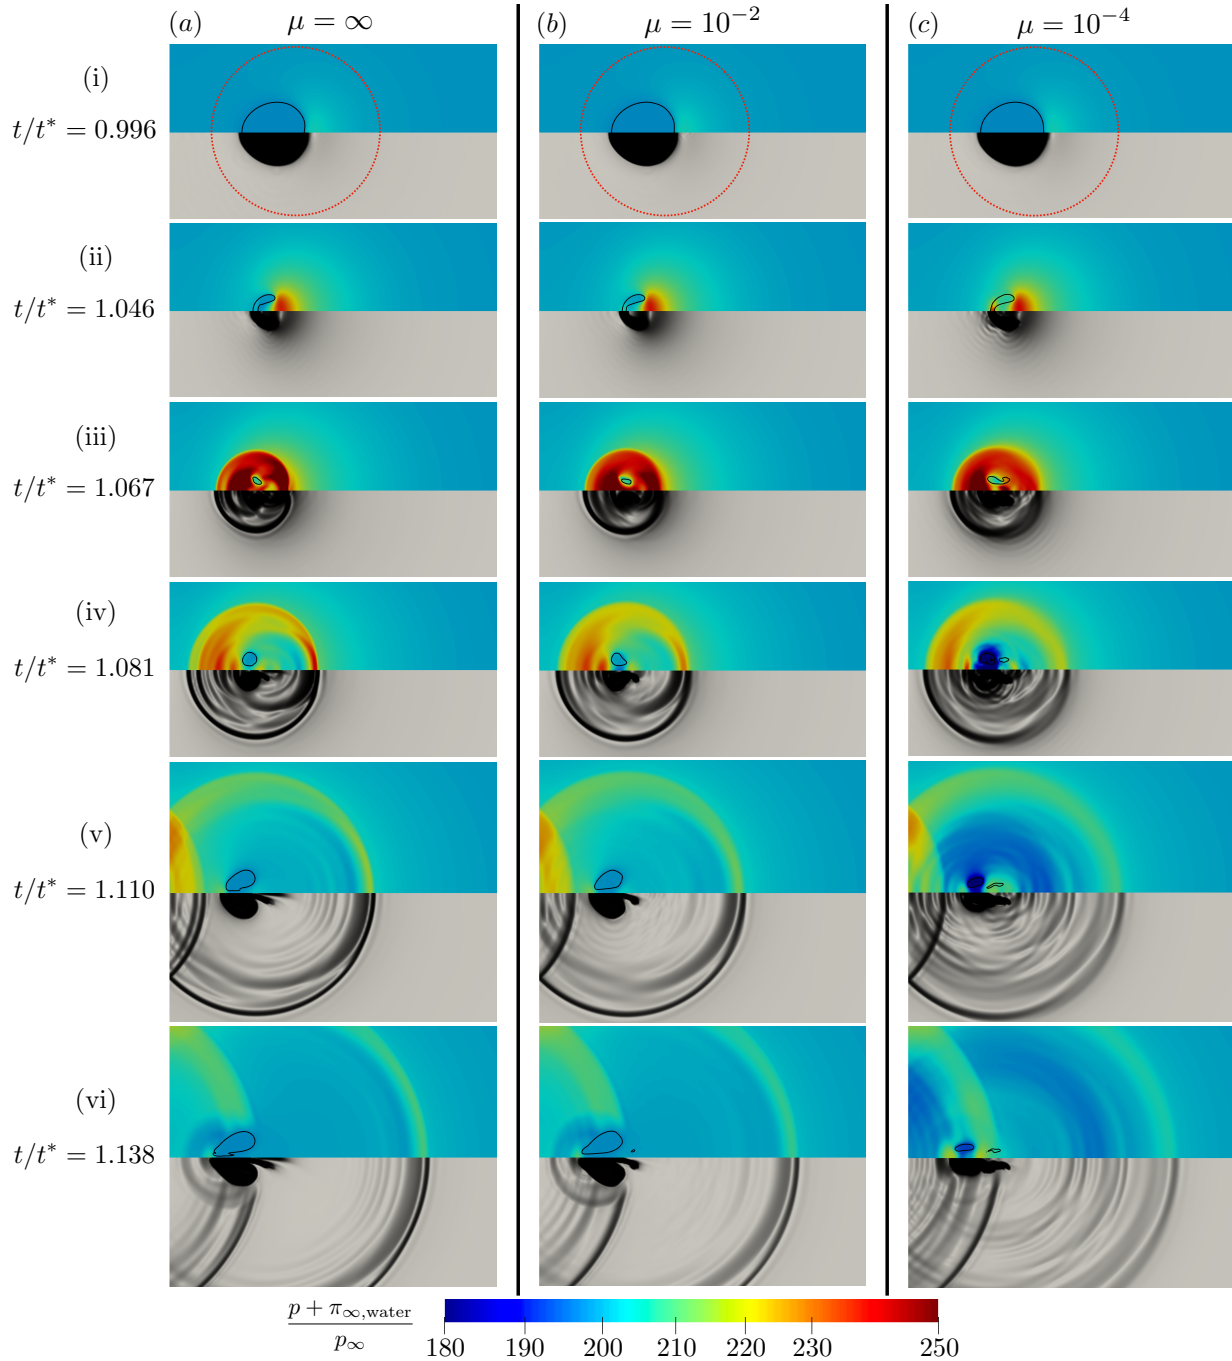 (a) μ = ∞ (b) μ = 10⁻² (c) μ = 10⁻⁴
(i)
t/t* = 0.996
(ii)
t/t* = 1.046
(iii)
t/t* = 1.067
(iv)
t/t* = 1.081
(v)
t/t* = 1.110
(vi)
t/t* = 1.138
p + π∞,water
p∞
180 190 200 210 220 230 250